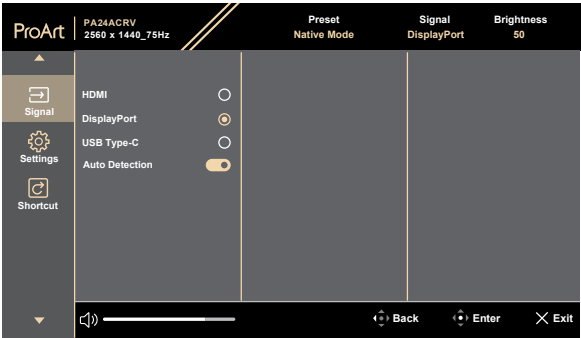 ProArt
PA24ACRV
2560 x 1440_75Hz
Preset
Native Mode
Signal
DisplayPort
Brightness
50
Signal
Settings
Shortcut
HDMI
DisplayPort
USB Type-C
Auto Detection
Back
Enter
Exit